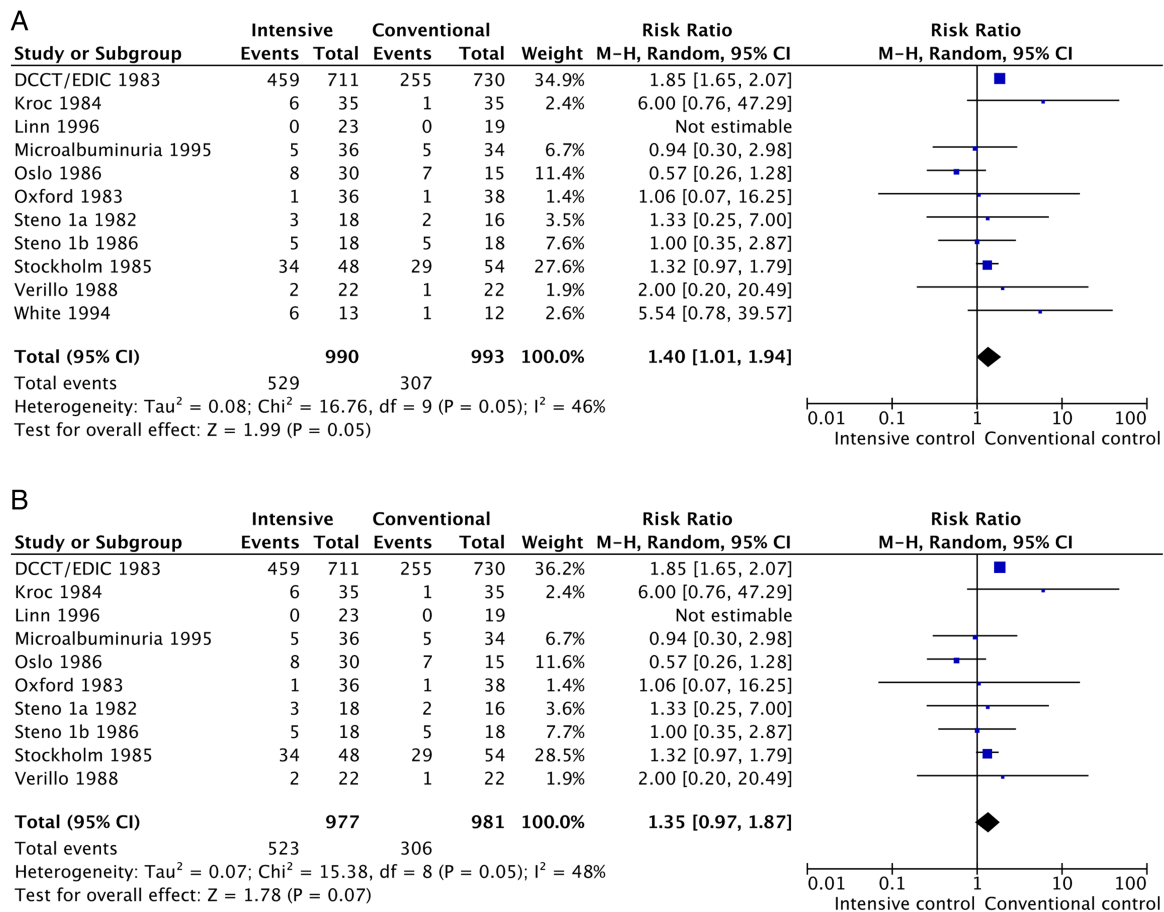 A
Intensive Conventional Risk Ratio Risk Ratio
Study or Subgroup Events Total Events Total Weight M-H, Random, 95% CI M-H, Random, 95% CI
DCCT/EDIC 1983 459 711 255 730 34.9% 1.85 [1.65, 2.07]
Kroc 1984 6 35 1 35 2.4% 6.00 [0.76, 47.29]
Linn 1996 0 23 0 19 Not estimable
Microalbuminuria 1995 5 36 5 34 6.7% 0.94 [0.30, 2.98]
Oslo 1986 8 30 7 15 11.4% 0.57 [0.26, 1.28]
Oxford 1983 1 36 1 38 1.4% 1.06 [0.07, 16.25]
Steno 1a 1982 3 18 2 16 3.5% 1.33 [0.25, 7.00]
Steno 1b 1986 5 18 5 18 7.6% 1.00 [0.35, 2.87]
Stockholm 1985 34 48 29 54 27.6% 1.32 [0.97, 1.79]
Verillo 1988 2 22 1 22 1.9% 2.00 [0.20, 20.49]
White 1994 6 13 1 12 2.6% 5.54 [0.78, 39.57]
Total (95% CI) 990 993 100.0% 1.40 [1.01, 1.94]
Total events 529 307
Heterogeneity: Tau² = 0.08; Chi² = 16.76, df = 9 (P = 0.05); I² = 46%
Test for overall effect: Z = 1.99 (P = 0.05)
0.01 0.1 1 10 100
Intensive control Conventional control
B
Intensive Conventional Risk Ratio Risk Ratio
Study or Subgroup Events Total Events Total Weight M-H, Random, 95% CI M-H, Random, 95% CI
DCCT/EDIC 1983 459 711 255 730 36.2% 1.85 [1.65, 2.07]
Kroc 1984 6 35 1 35 2.4% 6.00 [0.76, 47.29]
Linn 1996 0 23 0 19 Not estimable
Microalbuminuria 1995 5 36 5 34 6.7% 0.94 [0.30, 2.98]
Oslo 1986 8 30 7 15 11.6% 0.57 [0.26, 1.28]
Oxford 1983 1 36 1 38 1.4% 1.06 [0.07, 16.25]
Steno 1a 1982 3 18 2 16 3.6% 1.33 [0.25, 7.00]
Steno 1b 1986 5 18 5 18 7.7% 1.00 [0.35, 2.87]
Stockholm 1985 34 48 29 54 28.5% 1.32 [0.97, 1.79]
Verillo 1988 2 22 1 22 1.9% 2.00 [0.20, 20.49]
Total (95% CI) 977 981 100.0% 1.35 [0.97, 1.87]
Total events 523 306
Heterogeneity: Tau² = 0.07; Chi² = 15.38, df = 8 (P = 0.05); I² = 48%
Test for overall effect: Z = 1.78 (P = 0.07)
0.01 0.1 1 10 100
Intensive control Conventional control